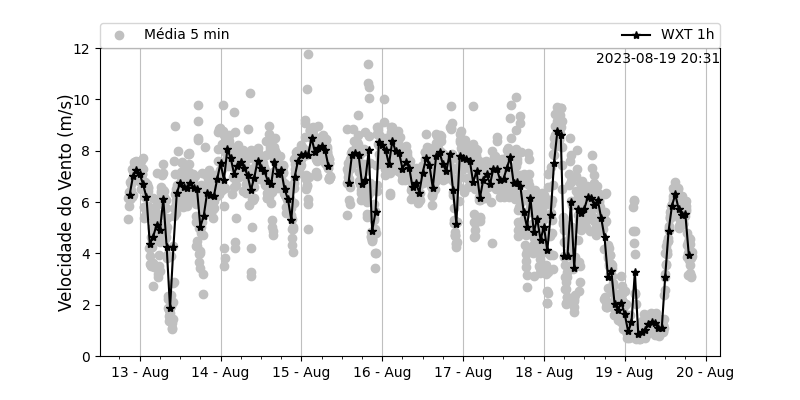 Média 5 min
WXT 1h
2023-08-19 20:31
Velocidade do Vento (m/s)
12
10
8
6
4
2
0
13 - Aug
14 - Aug
15 - Aug
16 - Aug
17 - Aug
18 - Aug
19 - Aug
20 - Aug